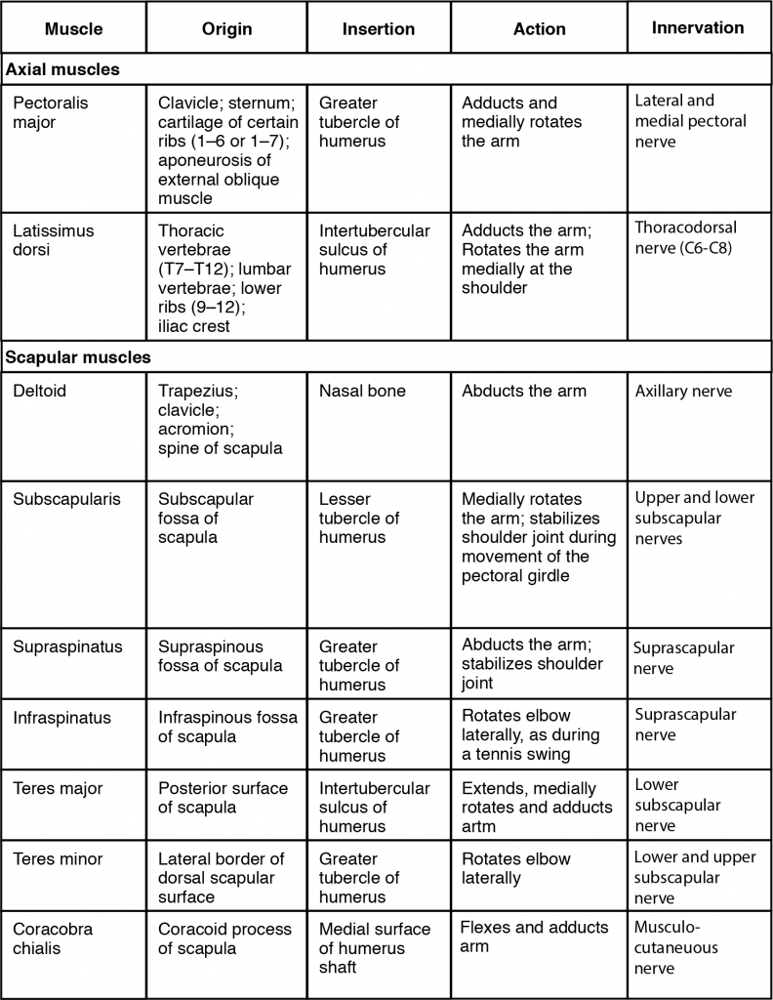 Muscle
Origin
Insertion
Action
Innervation
Axial muscles
Pectoralis
major
Clavicle; sternum;
cartilage of certain
ribs (1–6 or 1–7);
aponeurosis of
external oblique
muscle
Greater
tubercle of
humerus
Adducts and
medially rotates
the arm
Lateral and
medial pectoral
nerve
Latissimus
dorsi
Thoracic
vertebrae
(T7–T12); lumbar
vertebrae; lower
ribs (9–12);
iliac crest
Intertubercular
sulcus of
humerus
Adducts the arm;
Rotates the arm
medially at the
shoulder
Thoracodorsal
nerve (C6-C8)
Scapular muscles
Deltoid
Trapezius;
clavicle;
acromion;
spine of scapula
Nasal bone
Abducts the arm
Axillary nerve
Subscapularis
Subscapular
fossa of
scapula
Lesser
tubercle of
humerus
Medially rotates
the arm; stabilizes
shoulder joint during
movement of the
pectoral girdle
Upper and lower
subscapular
nerves
Supraspinatus
Supraspinous
fossa of scapula
Greater
tubercle of
humerus
Abducts the arm;
stabilizes shoulder
joint
Suprascapular
nerve
Infraspinatus
Infraspinous fossa
of scapula
Greater
tubercle of
humerus
Rotates elbow
laterally, as during
a tennis swing
Suprascapular
nerve
Teres major
Posterior surface
of scapula
Intertubercular
sulcus of
humerus
Extends, medially
rotates and adducts
artm
Lower
subscapular
nerve
Teres minor
Lateral border of
dorsal scapular
surface
Greater
tubercle of
humerus
Rotates elbow
laterally
Lower and upper
subscapular
nerve
Coracobra
chialis
Coracoid process
of scapula
Medial surface
of humerus
shaft
Flexes and adducts
arm
Musculo-
cutaneuous
nerve